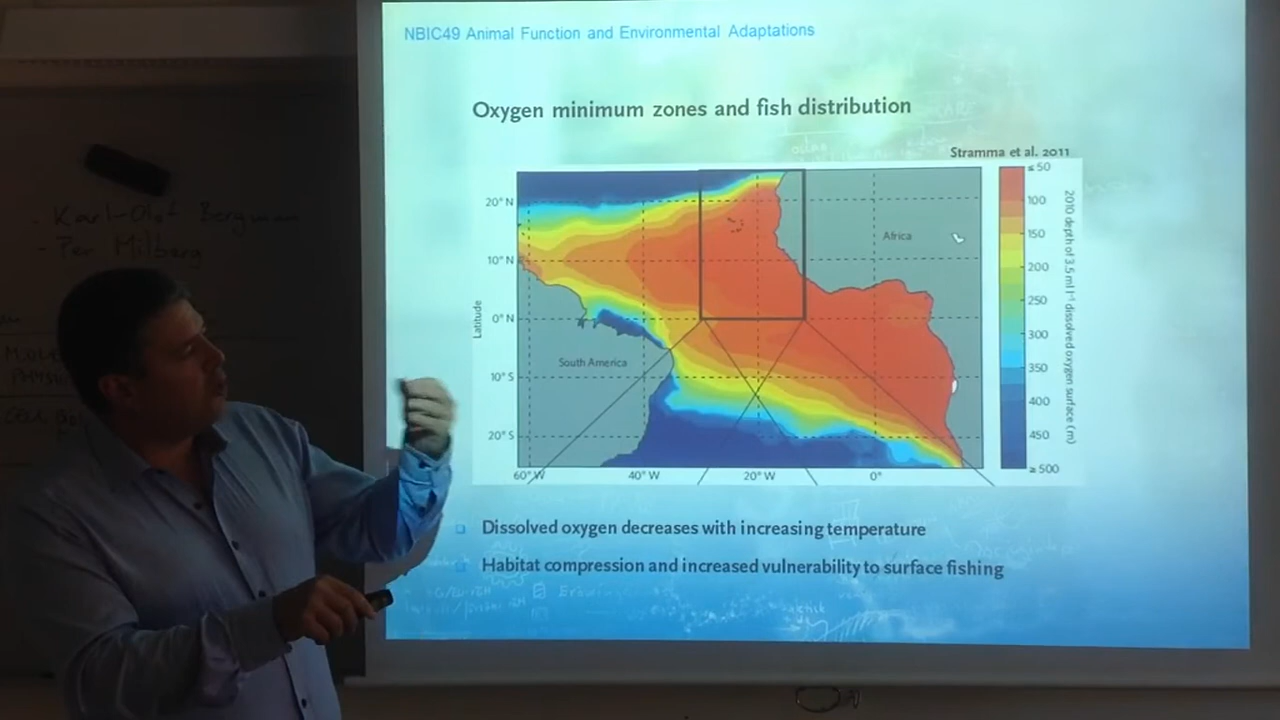 NBIC49 Animal Function and Environmental Adaptations
Oxygen minimum zones and fish distribution
Stramma et al. 2011
20° N
10° N
0° N
10° S
20° S
Latitude
60° W
40° W
20° W
0°
Africa
South America
≤ 50
100
150
200
250
300
350
400
450
≥ 500
2010 depth of 3.5 ml l⁻¹ dissolved oxygen surface (m)
Dissolved oxygen decreases with increasing temperature
Habitat compression and increased vulnerability to surface fishing
- Karl-Olof Bergman
- Per Milberg